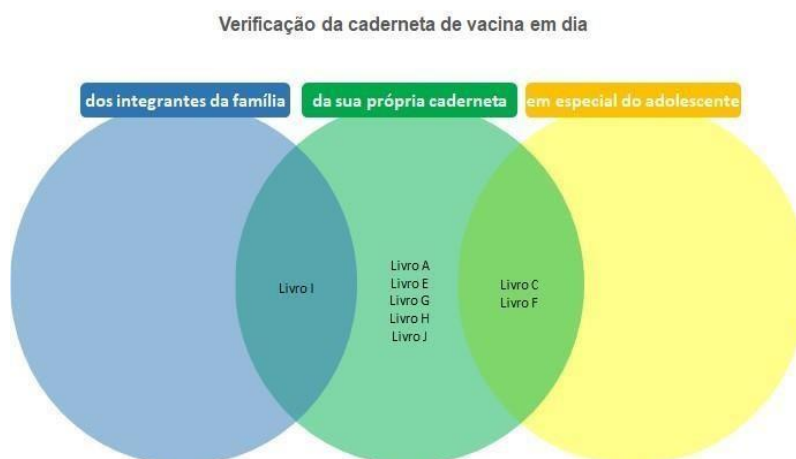 Verificação da caderneta de vacina em dia
dos integrantes da família
da sua própria caderneta
em especial do adolescente
Livro I
Livro A
Livro E
Livro G
Livro H
Livro J
Livro C
Livro F